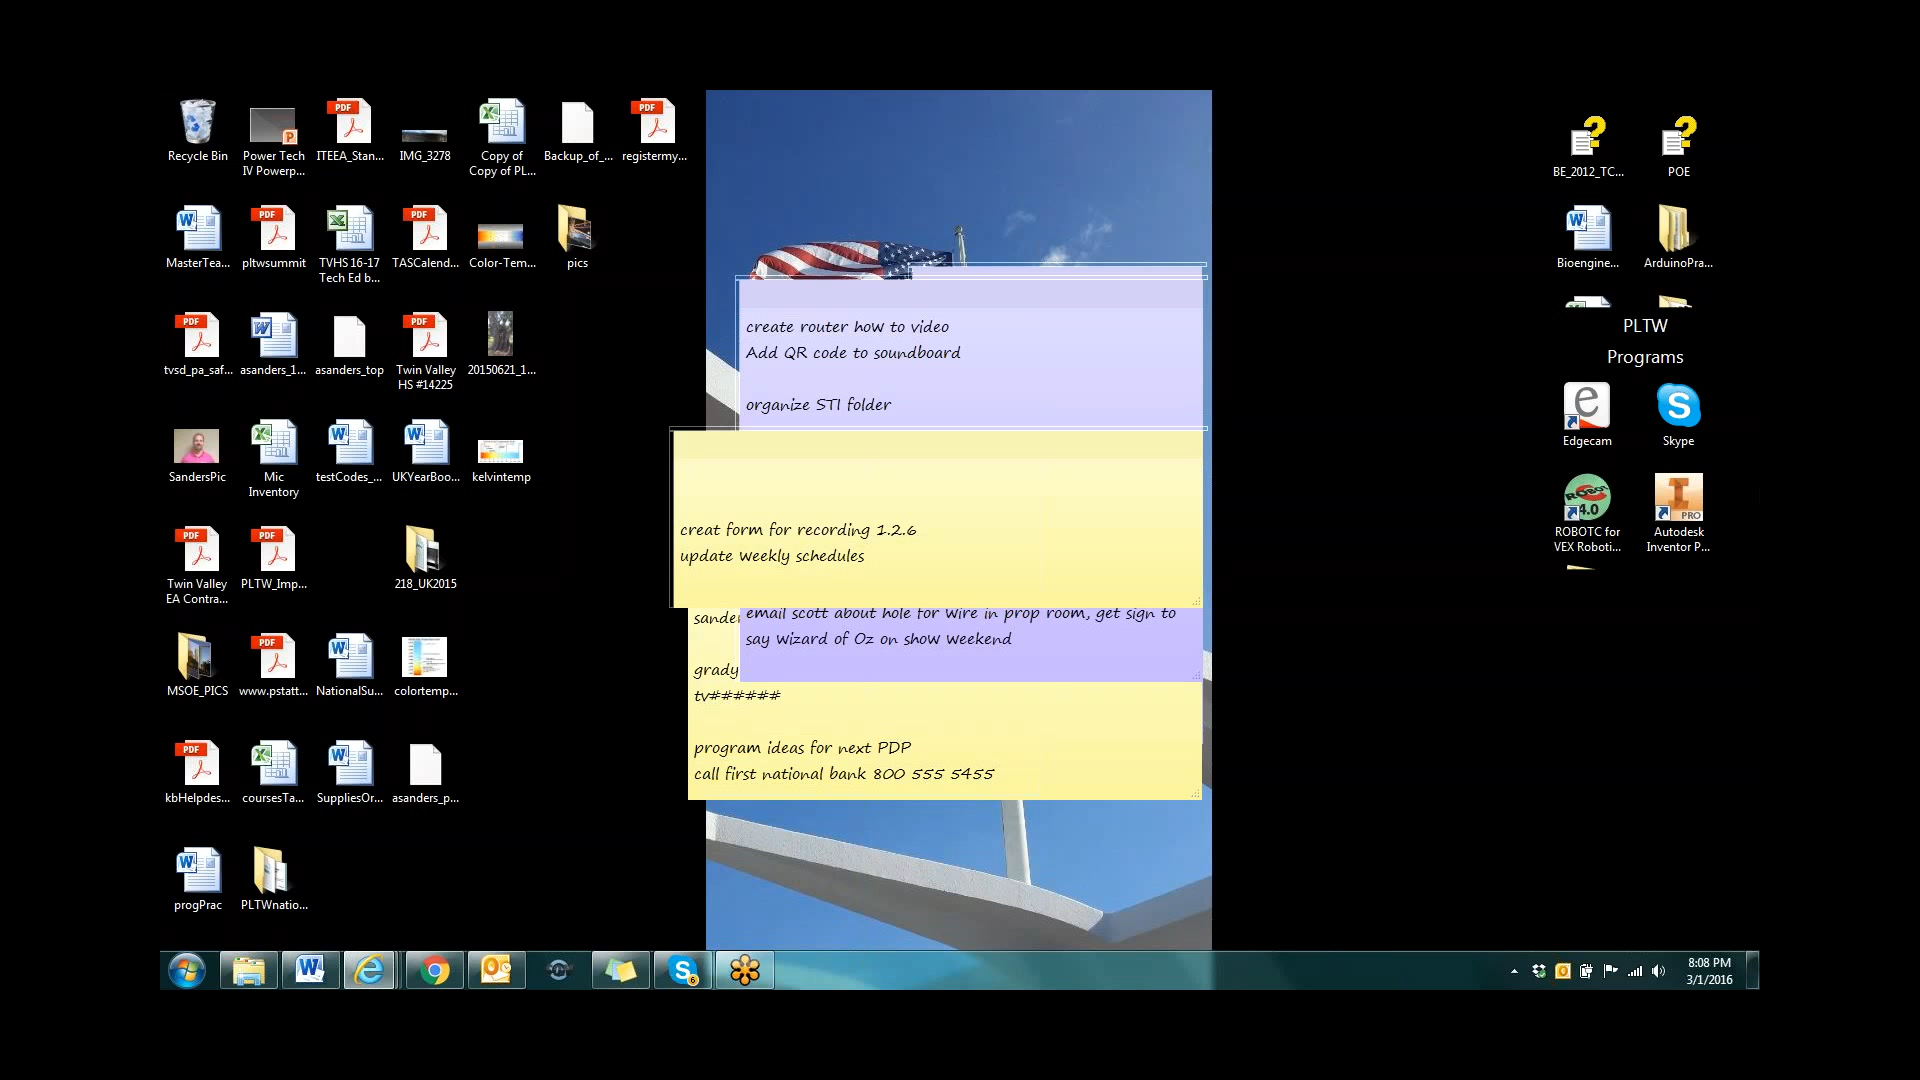 Recycle Bin
Power Tech IV Powerp...
ITEEA_Stan...
IMG_3278
Copy of Copy of PL...
Backup_of_...
registermy...
MasterTea...
pltwsummit
TVHS 16-17 Tech Ed b...
TASCalend...
Color-Tem...
pics
tvsd_pa_saf...
asanders_1...
asanders_top
Twin Valley HS #14225
20150621_1...
SandersPic
Mic Inventory
testCodes_...
UKYearBoo...
kelvintemp
Twin Valley EA Contra...
PLTW_Imp...
218_UK2015
MSOE_PICS
www.pstatt...
NationalSu...
colortemp...
kbHelpdes...
coursesTa...
SuppliesOr...
asanders_p...
progPrac
PLTWnatio...
create router how to video
Add QR code to soundboard
organize STI folder
creat form for recording 1.2.6
update weekly schedules
email scott about hole for wire in prop room, get sign to
say wizard of Oz on show weekend
sander
grady
tv######
program ideas for next PDP
call first national bank 800 555 5455
BE_2012_TC...
POE
Bioengine...
ArduinoPra...
PLTW
Programs
Edgecam
Skype
ROBOTC for VEX Roboti...
Autodesk Inventor P...
8:08 PM
3/1/2016